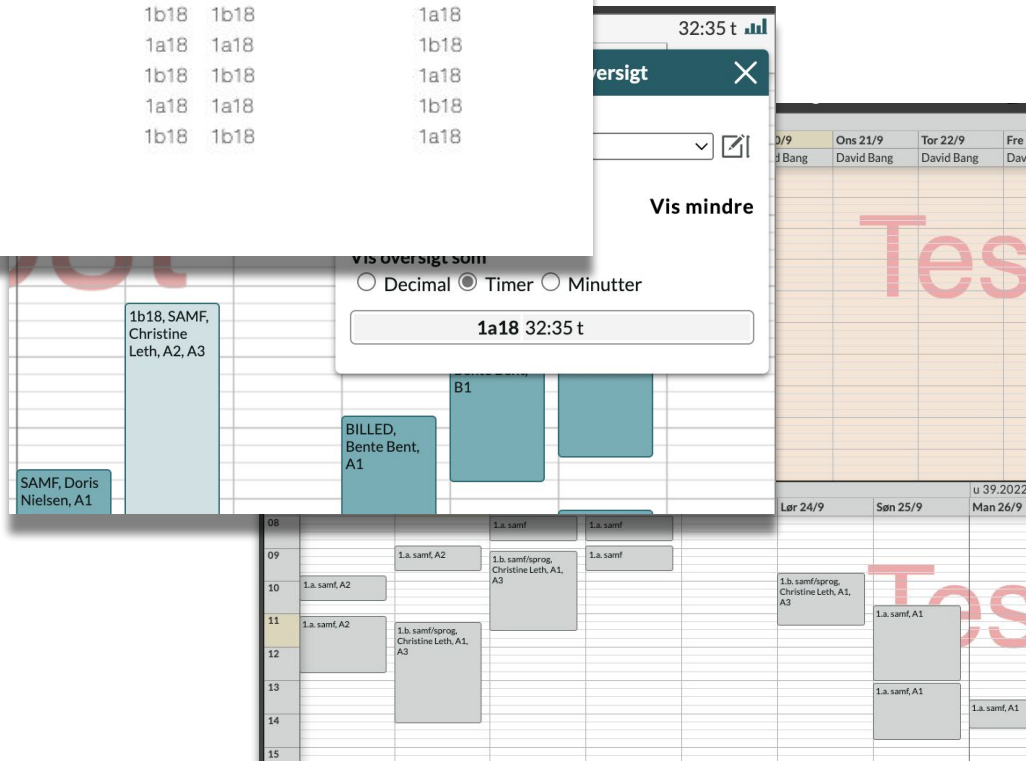 1b18 1b18 1a18
1a18 1a18 1b18
1b18 1b18 1a18
1a18 1a18 1b18
1b18 1b18 1a18
32:35 t
Vis mindre
Vis oversigt som
Decimal Timer Minutter
1a18 32:35 t
1b18, SAMF,
Christine
Leth, A2, A3
B1
BILLED,
Bente Bent,
A1
SAMF, Doris
Nielsen, A1
Ons 21/9 Tor 22/9 Fre
David Bang David Bang
Tes
u 39.2022
Lør 24/9 Søn 25/9 Man 26/9
08
1.a. samf
1.a. samf
09
1.a. samf, A2
1.b. samf/sprog,
Christine Leth, A1,
A3
1.a. samf
10
1.a. samf, A2
1.b. samf/sprog,
Christine Leth, A1,
A3
Tes
11
1.a. samf, A2
1.b. samf/sprog,
Christine Leth, A1,
A3
1.a. samf, A1
12
13
1.a. samf, A1
1.a. samf, A1
14
15